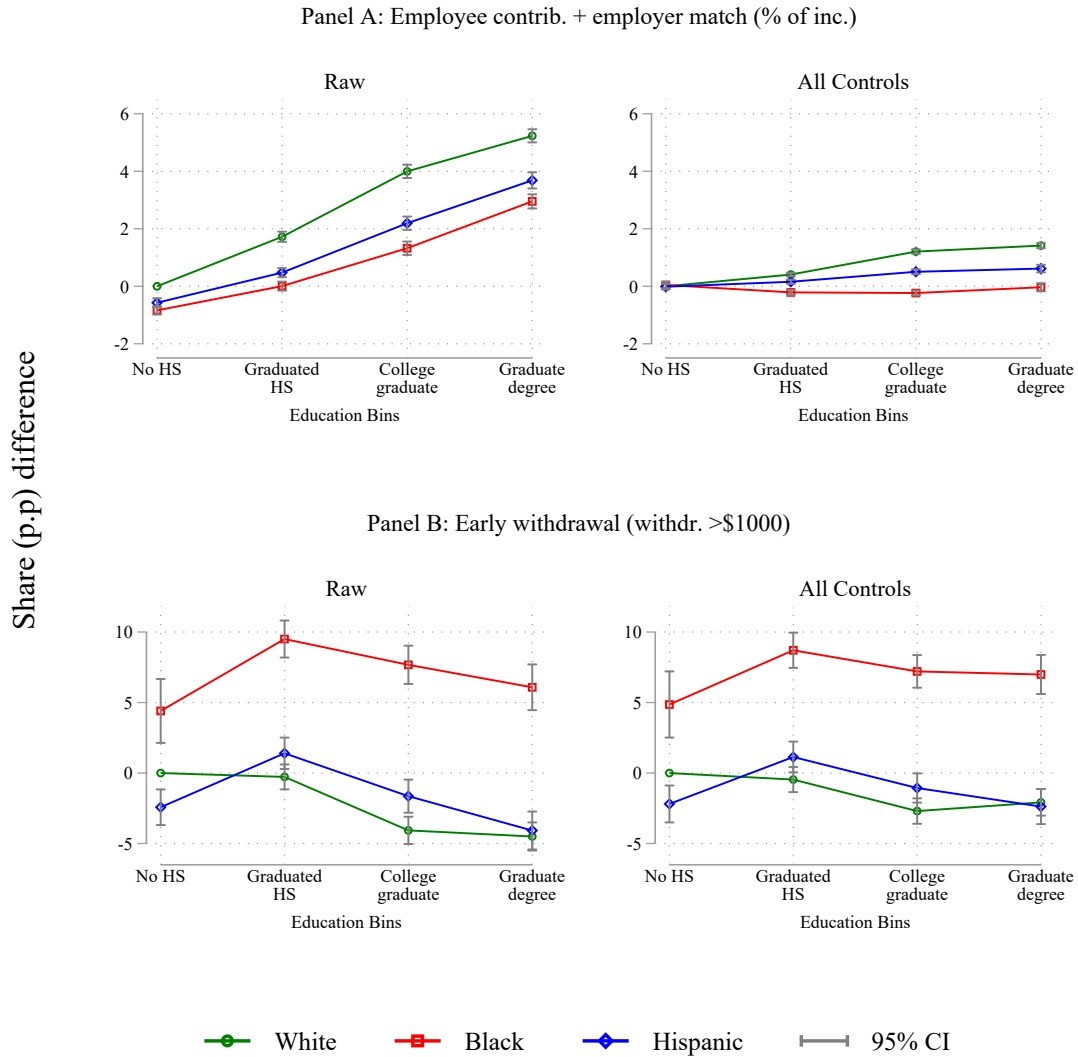 Panel A: Employee contrib. + employer match (% of inc.)
Raw
6
4
2
0
-2
No HS
Graduated
HS
College
graduate
Graduate
degree
Education Bins
All Controls
6
4
2
0
-2
No HS
Graduated
HS
College
graduate
Graduate
degree
Education Bins
Share (p.p) difference
Panel B: Early withdrawal (withdr. >$1000)
Raw
10
5
0
-5
No HS
Graduated
HS
College
graduate
Graduate
degree
Education Bins
All Controls
10
5
0
-5
No HS
Graduated
HS
College
graduate
Graduate
degree
Education Bins
White
Black
Hispanic
95% CI